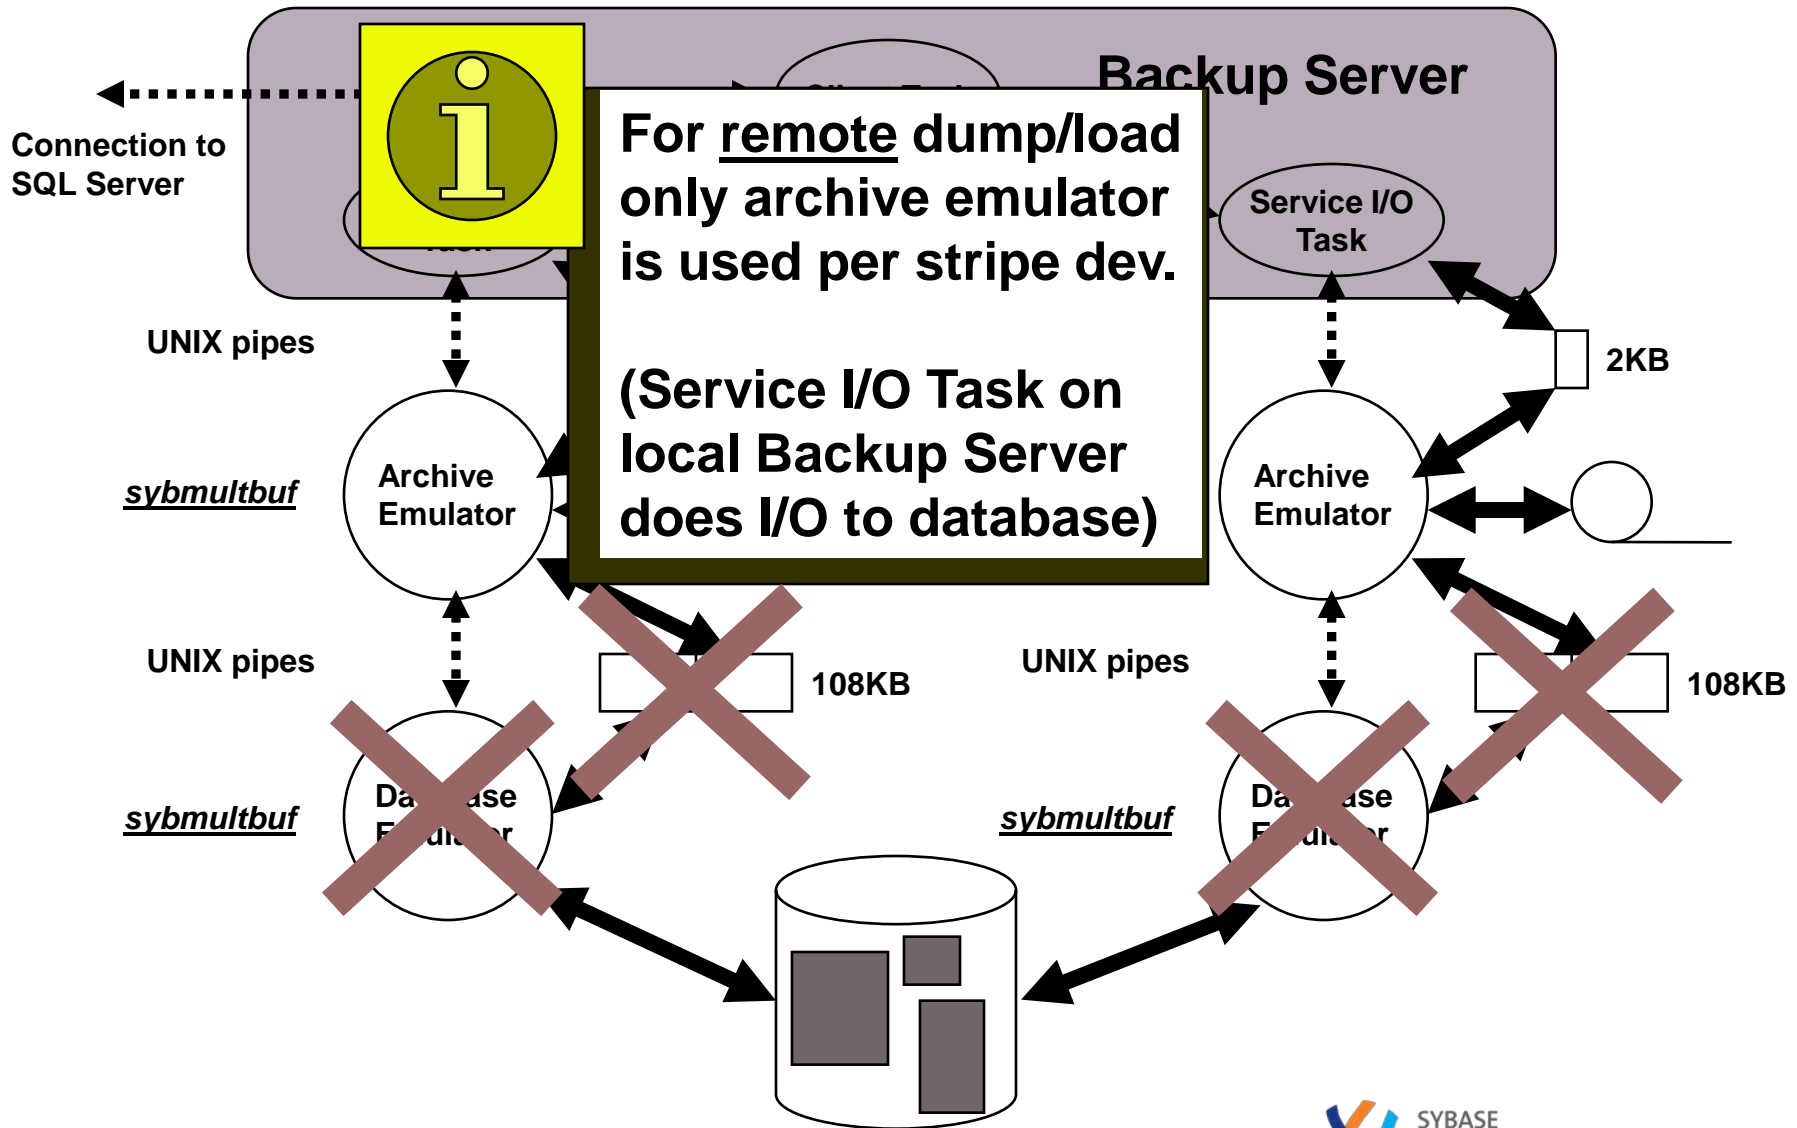 Backup Server
Connection to
SQL Server
For remote dump/load
only archive emulator
is used per stripe dev.
(Service I/O Task on
local Backup Server
does I/O to database)
Service I/O
Task
Task
UNIX pipes
2KB
sybmultbuf
Archive
Emulator
Archive
Emulator
UNIX pipes
108KB
UNIX pipes
108KB
sybmultbuf
sybmultbuf
SYBASE